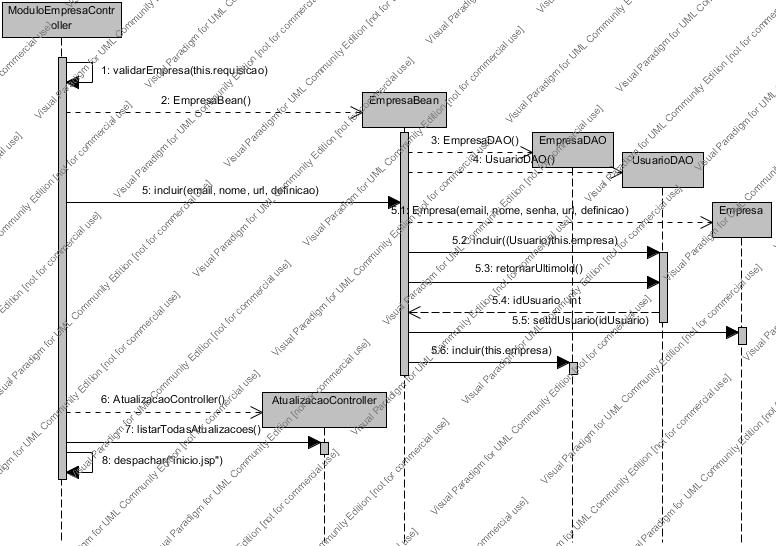 ModuloEmpresaContr
oller
1: validarEmpresa(this.requisicao)
2: EmpresaBean()
EmpresaBean
3: EmpresaDAO()
EmpresaDAO
4: UsuarioDAO()
UsuarioDAO
5: incluir(email, nome, url, definicao)
5.1: Empresa(email, nome, senha, url, definicao)
Empresa
5.2: incluir((Usuario)this.empresa)
5.3: retornarUltimoId()
5.4: idUsuario int
5.5: setIdUsuario(idUsuario)
5.6: incluir(this.empresa)
6: AtualizacaoController()
AtualizacaoController
7: listarTodasAtualizacoes()
8: despachar("inicio.jsp")
Visual Paradigm for UML Community Edition [not for commercial use]